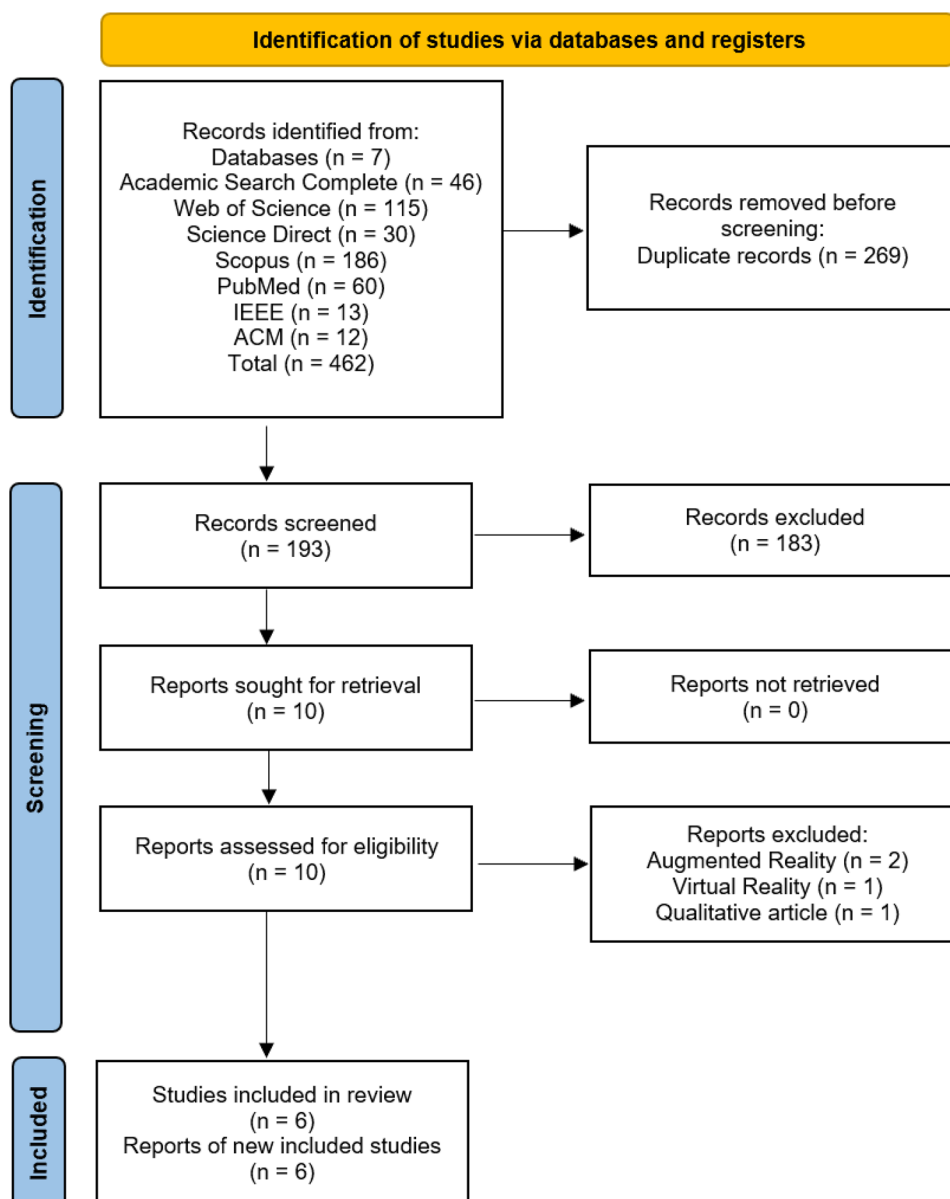 Identification of studies via databases and registers
Identification
Records identified from:
Databases (n = 7)
Academic Search Complete (n = 46)
Web of Science (n = 115)
Science Direct (n = 30)
Scopus (n = 186)
PubMed (n = 60)
IEEE (n = 13)
ACM (n = 12)
Total (n = 462)
Records removed before
screening:
Duplicate records (n = 269)
Screening
Records screened
(n = 193)
Records excluded
(n = 183)
Reports sought for retrieval
(n = 10)
Reports not retrieved
(n = 0)
Reports assessed for eligibility
(n = 10)
Reports excluded:
Augmented Reality (n = 2)
Virtual Reality (n = 1)
Qualitative article (n = 1)
Included
Studies included in review
(n = 6)
Reports of new included studies
(n = 6)